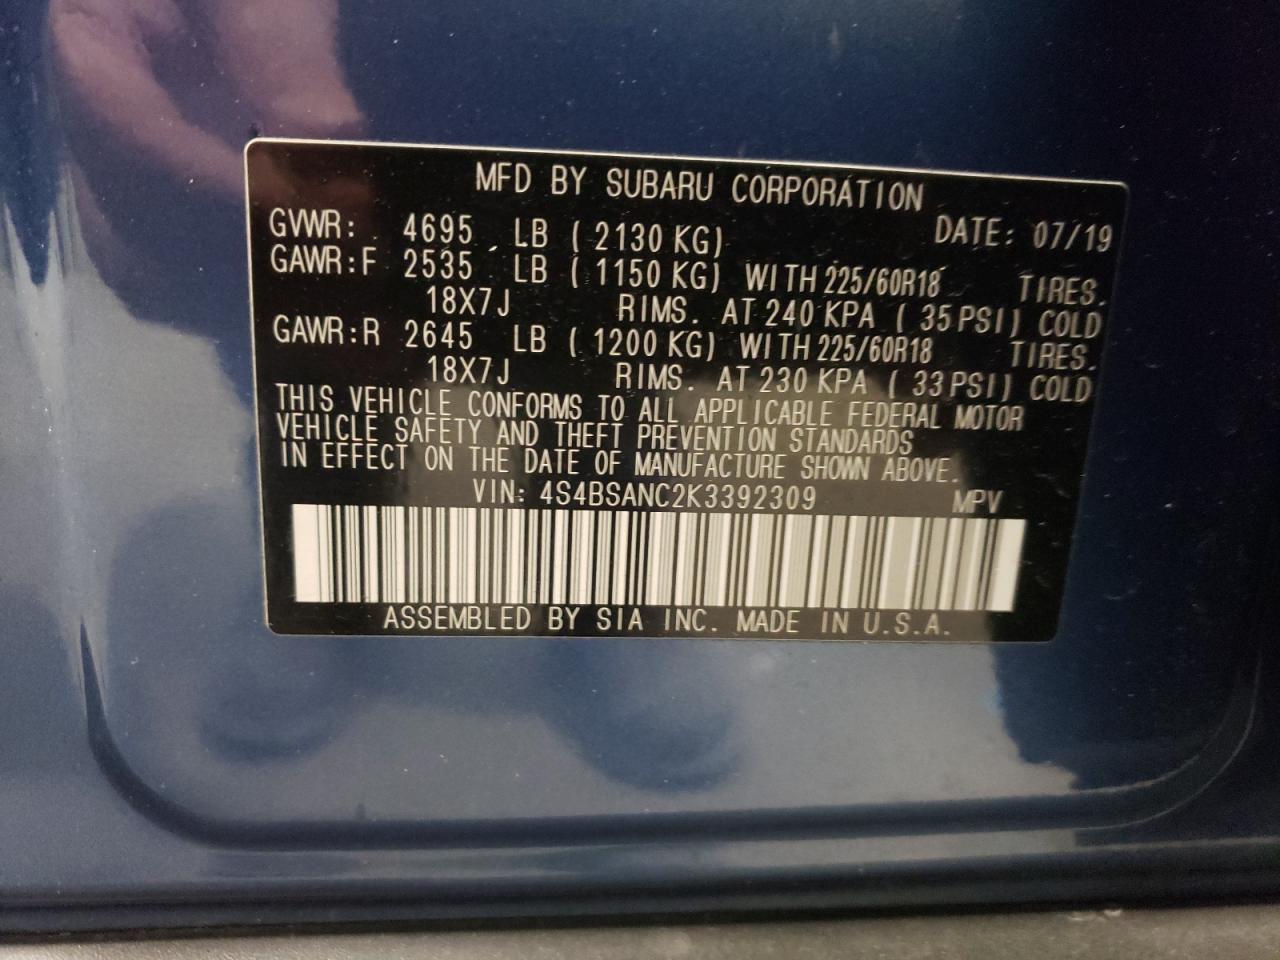 MFD BY SUBARU CORPORATION
GVWR: 4695 LB ( 2130 KG) DATE: 07/19
GAWR:F 2535 LB ( 1150 KG) WITH 225/60R18 TIRES.
18X7J RIMS. AT 240 KPA ( 35 PSI) COLD
GAWR:R 2645 LB ( 1200 KG) WITH 225/60R18 TIRES.
18X7J RIMS. AT 230 KPA ( 33 PSI) COLD
THIS VEHICLE CONFORMS TO ALL APPLICABLE FEDERAL MOTOR
VEHICLE SAFETY AND THEFT PREVENTION STANDARDS
IN EFFECT ON THE DATE OF MANUFACTURE SHOWN ABOVE.
VIN: 4S4BSANC2K3392309 MPV
ASSEMBLED BY SIA INC. MADE IN U.S.A.